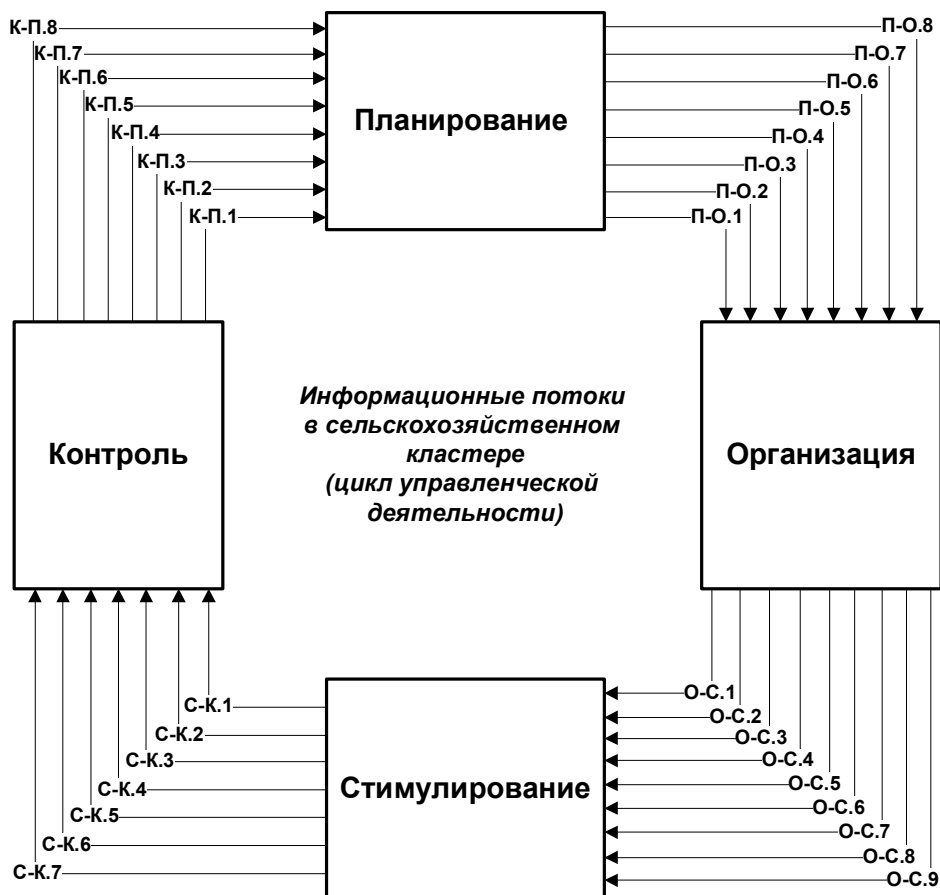 К-П.8
П-О.8
К-П.7
П-О.7
К-П.6
П-О.6
К-П.5
П-О.5
Планирование
К-П.4
П-О.4
К-П.3
П-О.3
К-П.2
П-О.2
К-П.1
П-О.1
Информационные потоки
в сельскохозяйственном
кластере
(цикл управленческой
деятельности)
Контроль
Организация
С-К.1
О-С.1
О-С.2
С-К.2
О-С.3
С-К.3
О-С.4
С-К.4
О-С.5
Стимулирование
С-К.5
О-С.6
С-К.6
О-С.7
С-К.7
О-С.8
О-С.9